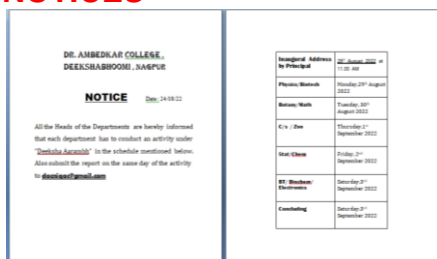 NOTICES
DR. AMBEDKAR COLLEGE,
DEEKSHABHOOMI, NAGPUR
NOTICE Date: 24/08/22
All the Heads of the Departments are hereby informed
that each department has to conduct an activity under
"Deeksha Aarambh" in the schedule mentioned below.
Also submit the report on the same day of the activity
to
Inaugural Address 25th August 2022 at
by Principal 11.00 AM
Physics/Biotech Monday, 29th August
2022
Botany/Math Tuesday, 30th
August 2022
C/s / Zoo Thursday, 1st
September 2022
Stat/Chem Friday, 2nd
September 2022
BT/ Biochem/ Saturday, 3rd
Electronics September 2022
Concluding Saturday, 3rd
September 2022